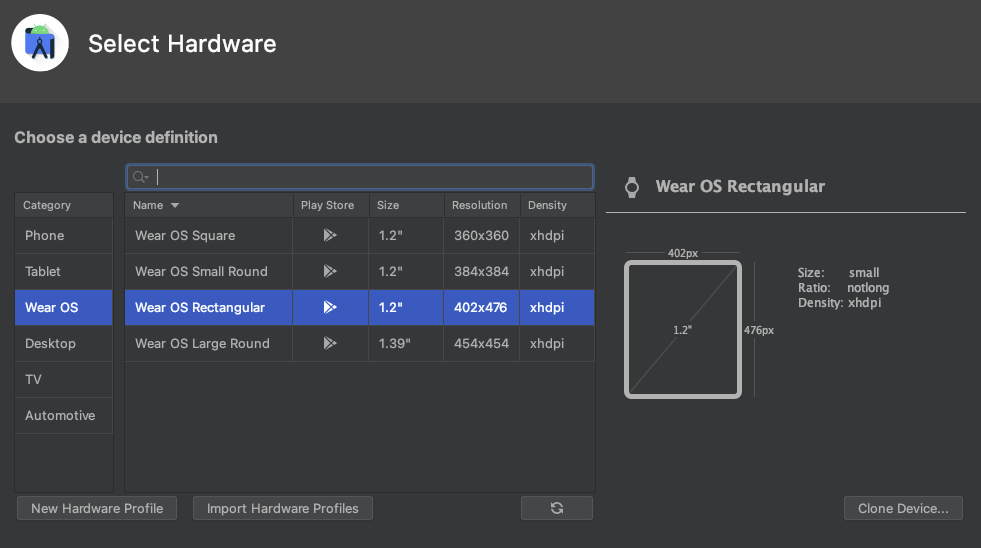 Select Hardware
Choose a device definition
Category
Phone
Tablet
Wear OS
Desktop
TV
Automotive
Name Play Store Size Resolution Density
Wear OS Square 1.2" 360x360 xhdpi
Wear OS Small Round 1.2" 384x384 xhdpi
Wear OS Rectangular 1.2" 402x476 xhdpi
Wear OS Large Round 1.39" 454x454 xhdpi
Wear OS Rectangular
402px
1.2"
476px
Size: small
Ratio: notlong
Density: xhdpi
New Hardware Profile
Import Hardware Profiles
Clone Device...